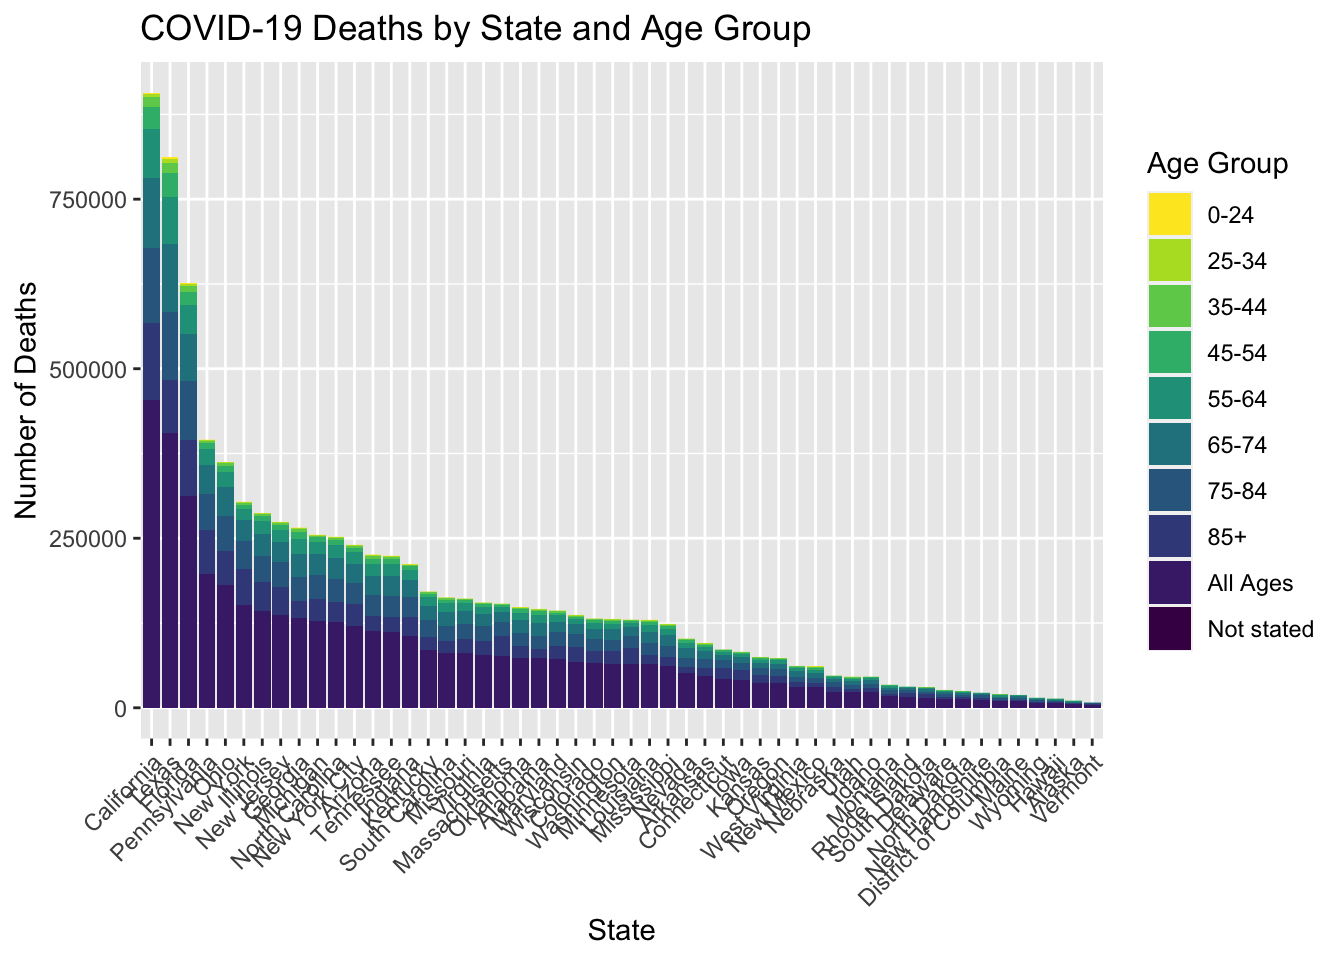 COVID-19 Deaths by State and Age Group
Number of Deaths
750000
500000
250000
0
California
Texas
Florida
Pennsylvania
Ohio
New York
Illinois
New Jersey
Georgia
Michigan
North Carolina
New York City
Arizona
Tennessee
Indiana
Kentucky
South Carolina
Missouri
Virginia
Massachusetts
Oklahoma
Alabama
Maryland
Wisconsin
Colorado
Washington
Minnesota
Louisiana
Mississippi
Nevada
Arkansas
Connecticut
Iowa
Kansas
Oregon
West Virginia
New Mexico
Nebraska
Utah
Idaho
Montana
Rhode Island
South Dakota
Delaware
North Dakota
New Hampshire
District of Columbia
Maine
Wyoming
Hawaii
Alaska
Vermont
State
Age Group
0-24
25-34
35-44
45-54
55-64
65-74
75-84
85+
All Ages
Not stated